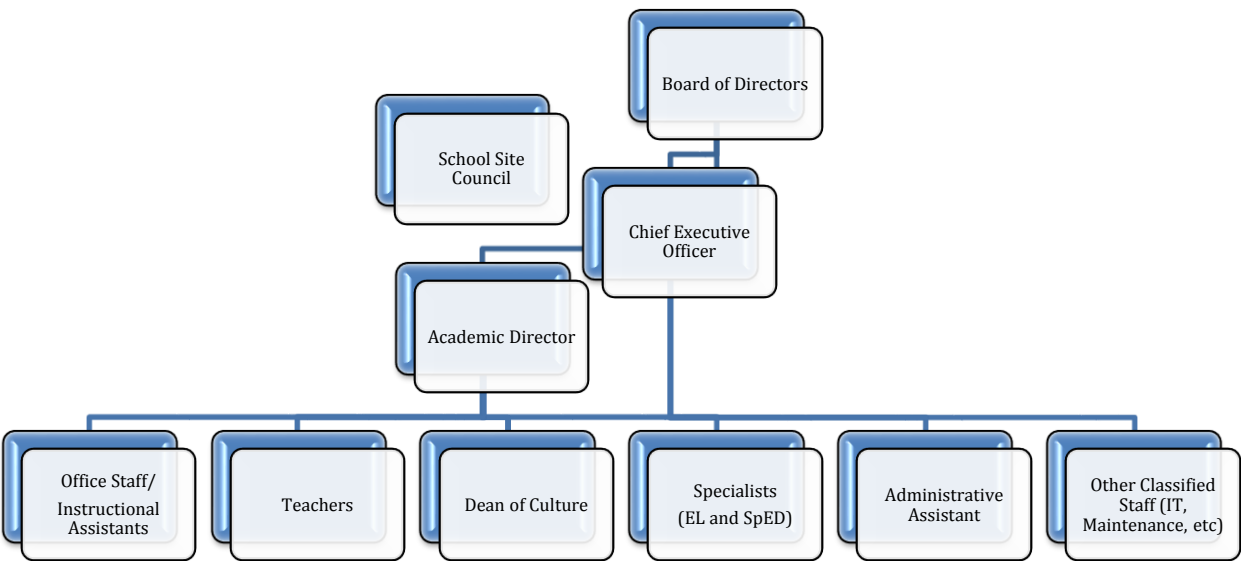 Board of Directors
School Site
Council
Chief Executive
Officer
Academic Director
Office Staff/
Instructional
Assistants
Teachers
Dean of Culture
Specialists
(EL and SpED)
Administrative
Assistant
Other Classified
Staff (IT,
Maintenance, etc)